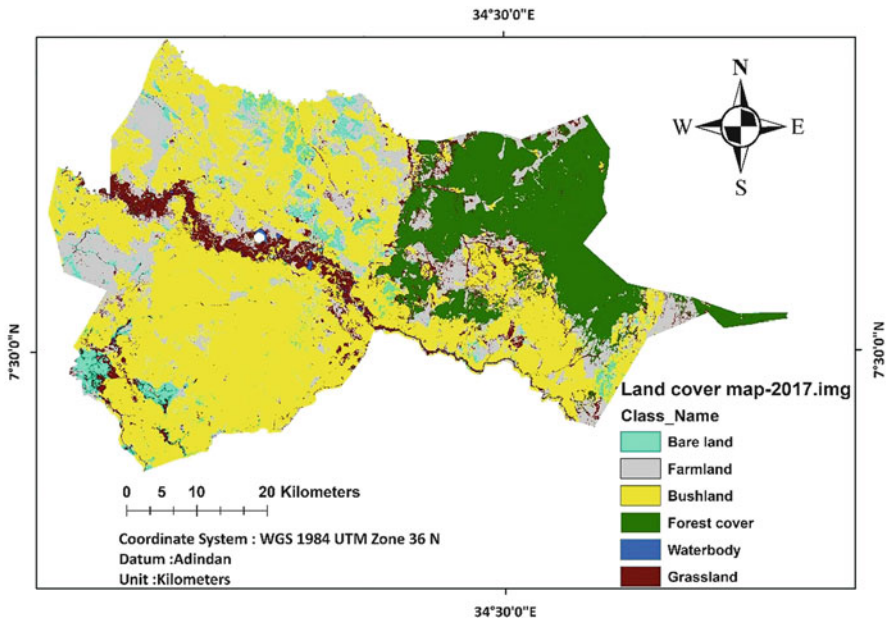 34°30'0"E
N
W E
S
7°30'0"N
7°30'0"N
Land cover map-2017.img
Class_Name
Bare land
Farmland
Bushland
Forest cover
Waterbody
Grassland
0 5 10 20 Kilometers
Coordinate System : WGS 1984 UTM Zone 36 N
Datum :Adindan
Unit :Kilometers
34°30'0"E